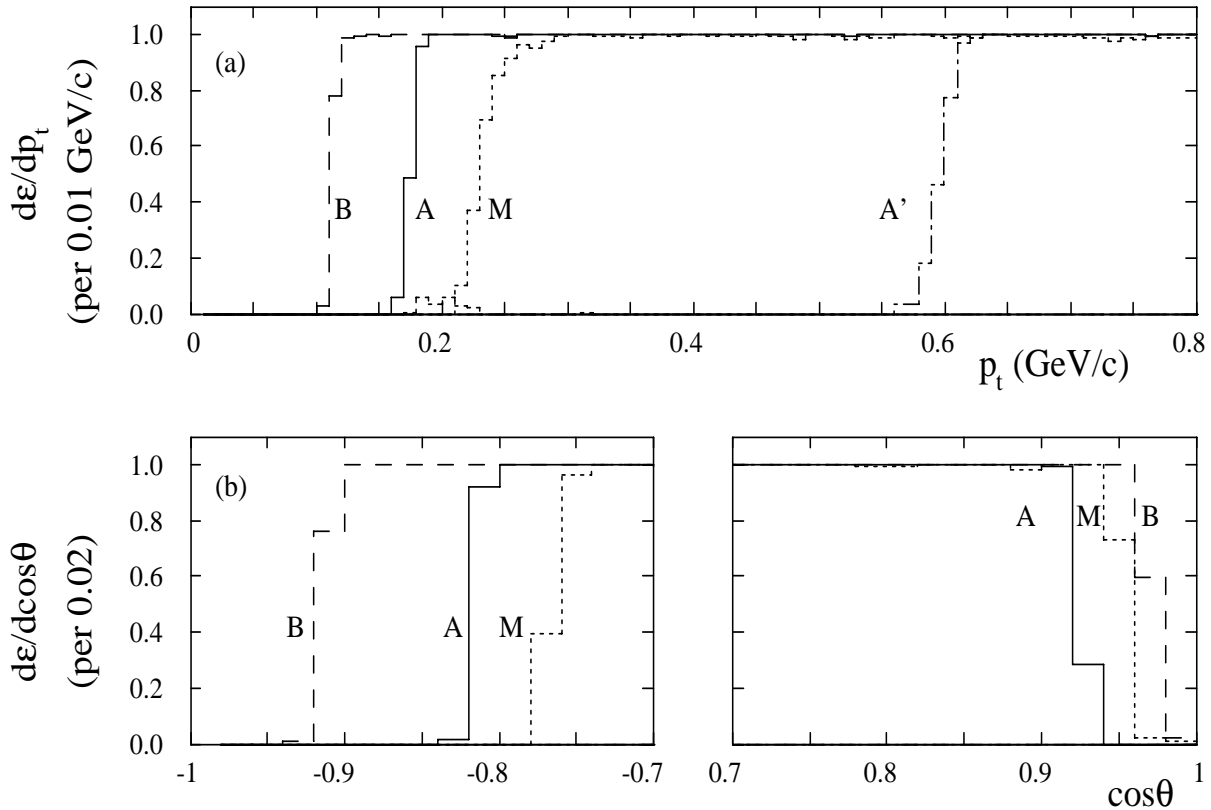 1.0
0.8
0.6
0.4
0.2
0.0
dε/dpt
(per 0.01 GeV/c)
(a)
B
A
M
A’
0
0.2
0.4
0.6
0.8
pt (GeV/c)
1.0
0.8
0.6
0.4
0.2
0.0
dε/dcosθ
(per 0.02)
(b)
B
A
M
A
M
B
-1
-0.9
-0.8
-0.7
0.7
0.8
0.9
1
cosθ